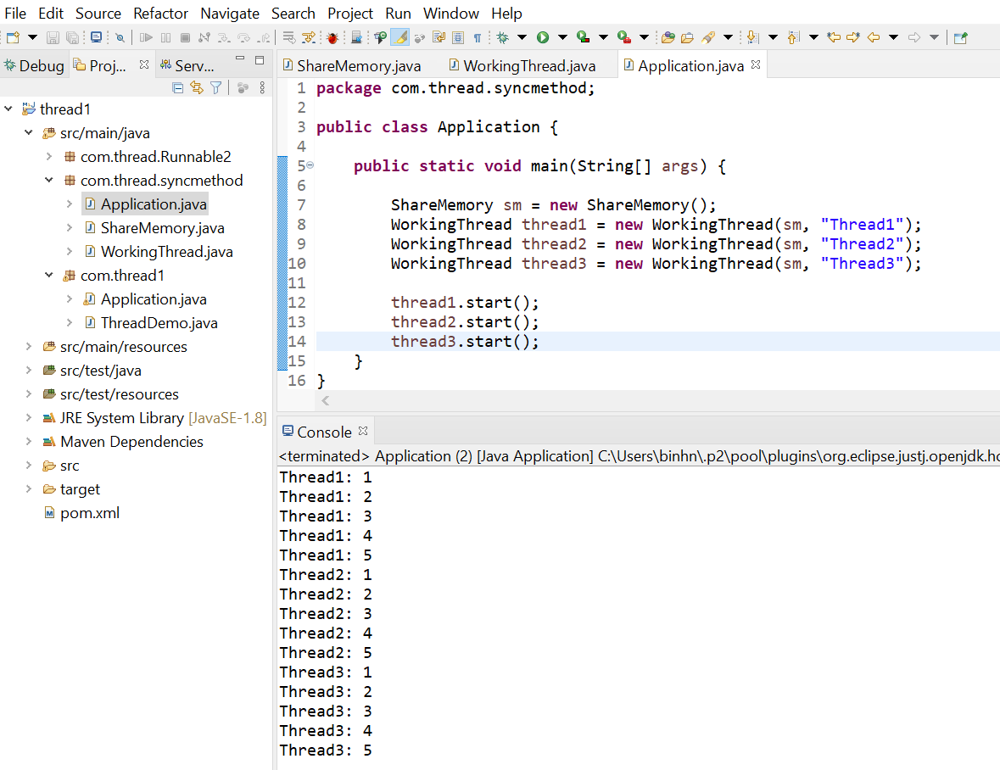 File Edit Source Refactor Navigate Search Project Run Window Help
Debug Proj... Serv...
thread1
src/main/java
com.thread.Runnable2
com.thread.syncmethod
Application.java
ShareMemory.java
WorkingThread.java
com.thread1
Application.java
ThreadDemo.java
src/main/resources
src/test/java
src/test/resources
JRE System Library [JavaSE-1.8]
Maven Dependencies
src
target
pom.xml
ShareMemory.java WorkingThread.java Application.java
1 package com.thread.syncmethod;
2
3 public class Application {
4
5 public static void main(String[] args) {
6
7 ShareMemory sm = new ShareMemory();
8 WorkingThread thread1 = new WorkingThread(sm, "Thread1");
9 WorkingThread thread2 = new WorkingThread(sm, "Thread2");
10 WorkingThread thread3 = new WorkingThread(sm, "Thread3");
11
12 thread1.start();
13 thread2.start();
14 thread3.start();
15 }
16 }
Console
<terminated> Application (2) [Java Application] C:\Users\binhn\.p2\pool\plugins\org.eclipse.justj.openjdk.hc
Thread1: 1
Thread1: 2
Thread1: 3
Thread1: 4
Thread1: 5
Thread2: 1
Thread2: 2
Thread2: 3
Thread2: 4
Thread2: 5
Thread3: 1
Thread3: 2
Thread3: 3
Thread3: 4
Thread3: 5